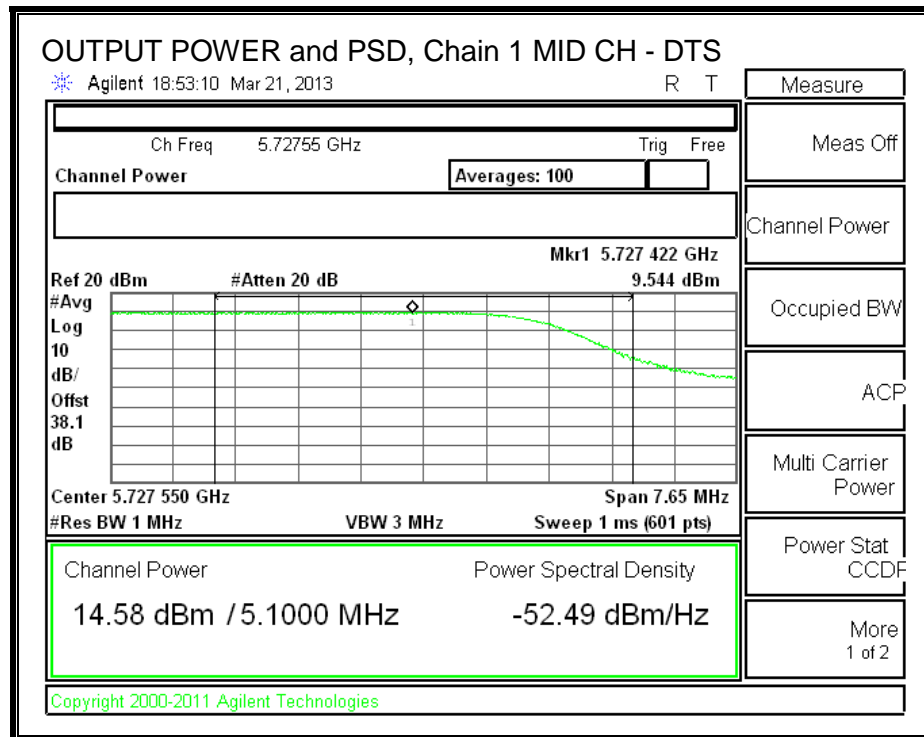 OUTPUT POWER and PSD, Chain 1 MID CH - DTS
Agilent 18:53:10 Mar 21, 2013
R T
Ch Freq 5.72755 GHz
Trig Free
Channel Power
Averages: 100
Mkr1 5.727 422 GHz
Ref 20 dBm #Atten 20 dB 9.544 dBm
#Avg
Log
10
dB/
Offst
38.1
dB
1
Center 5.727 550 GHz Span 7.65 MHz
#Res BW 1 MHz VBW 3 MHz Sweep 1 ms (601 pts)
Channel Power Power Spectral Density
14.58 dBm / 5.1000 MHz -52.49 dBm/Hz
Copyright 2000-2011 Agilent Technologies
Measure
Meas Off
Channel Power
Occupied BW
ACP
Multi Carrier
Power
Power Stat
CCDF
More
1 of 2